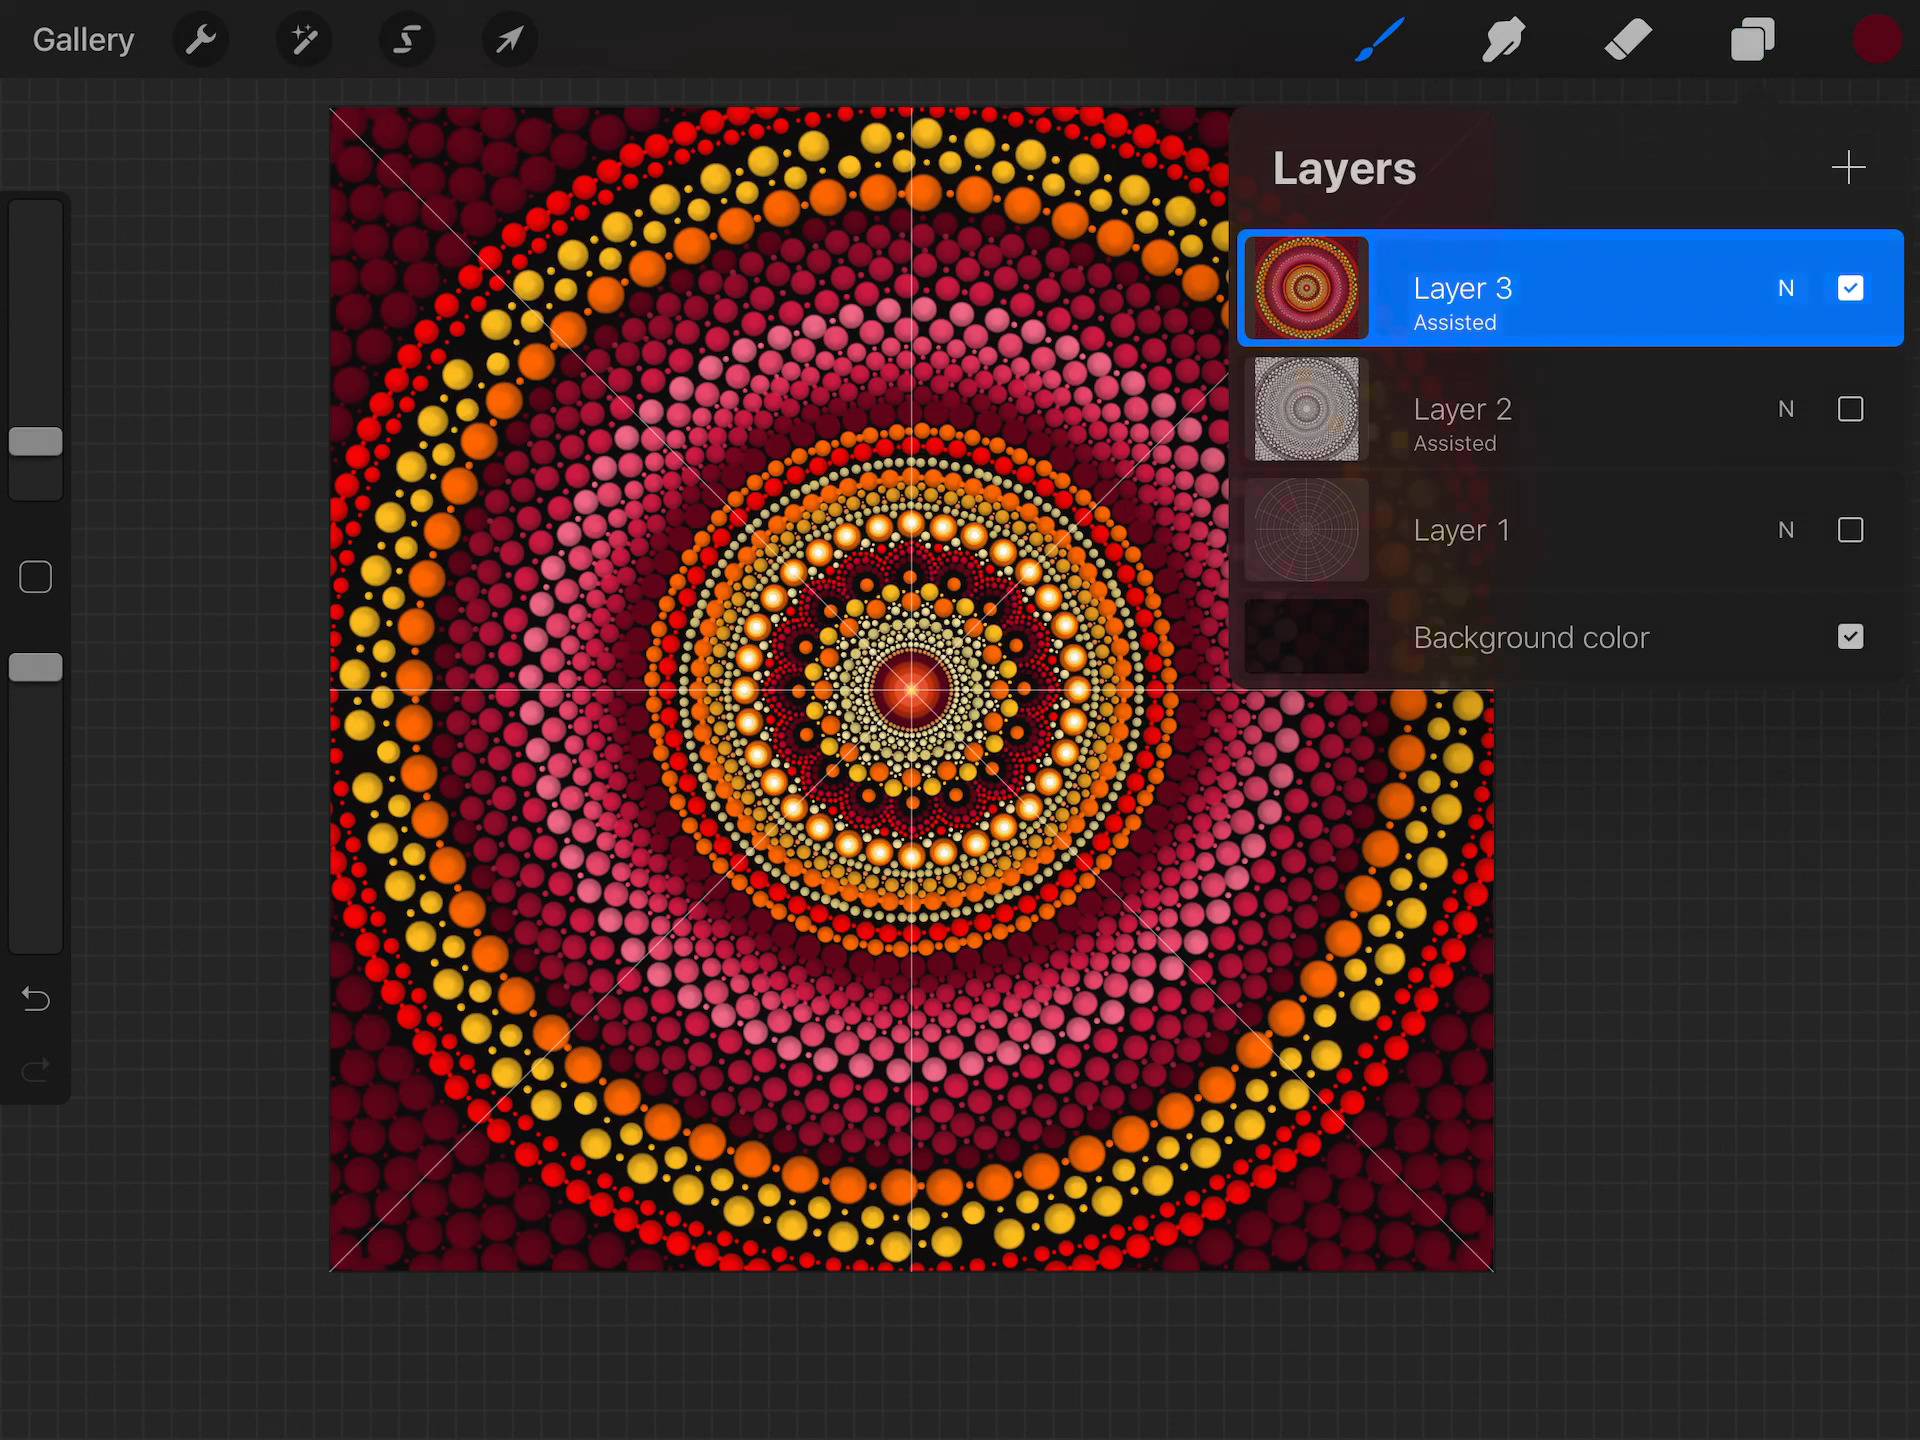 Gallery
Layers
Layer 3
N
Assisted
Layer 2
N
Assisted
Layer 1
N
Background color